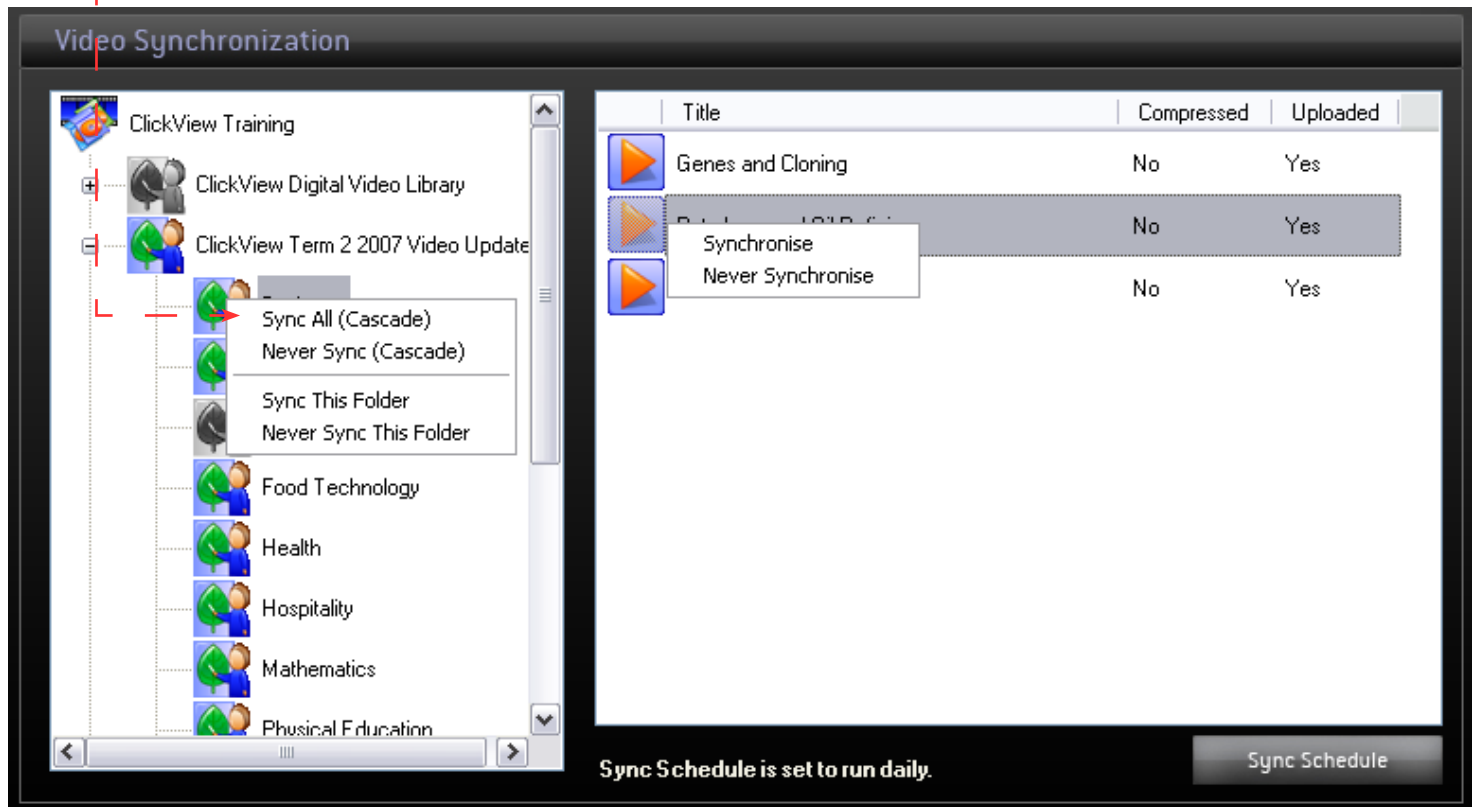 Video Synchronization
ClickView Training
ClickView Digital Video Library
ClickView Term 2 2007 Video Update
Sync All (Cascade)
Never Sync (Cascade)
Sync This Folder
Never Sync This Folder
Food Technology
Health
Hospitality
Mathematics
Physical Education
Title Compressed Uploaded
Genes and Cloning No Yes
No Yes
Synchronise
Never Synchronise
No Yes
Sync Schedule is set to run daily.
Sync Schedule